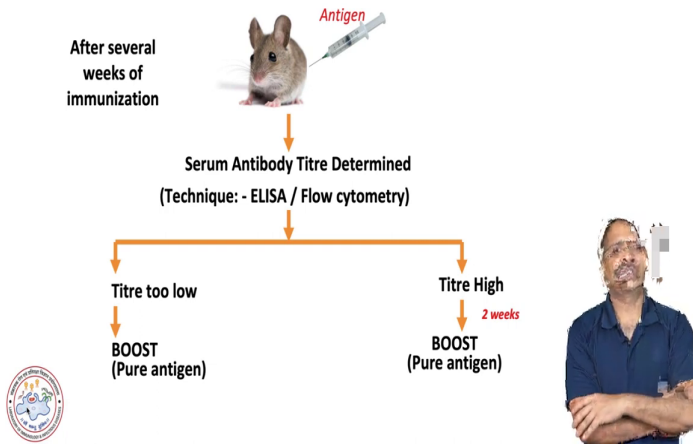 Antigen
After several
weeks of
immunization
Serum Antibody Titre Determined
(Technique: - ELISA / Flow cytometry)
Titre too low
Titre High
2 weeks
BOOST
(Pure antigen)
BOOST
(Pure antigen)